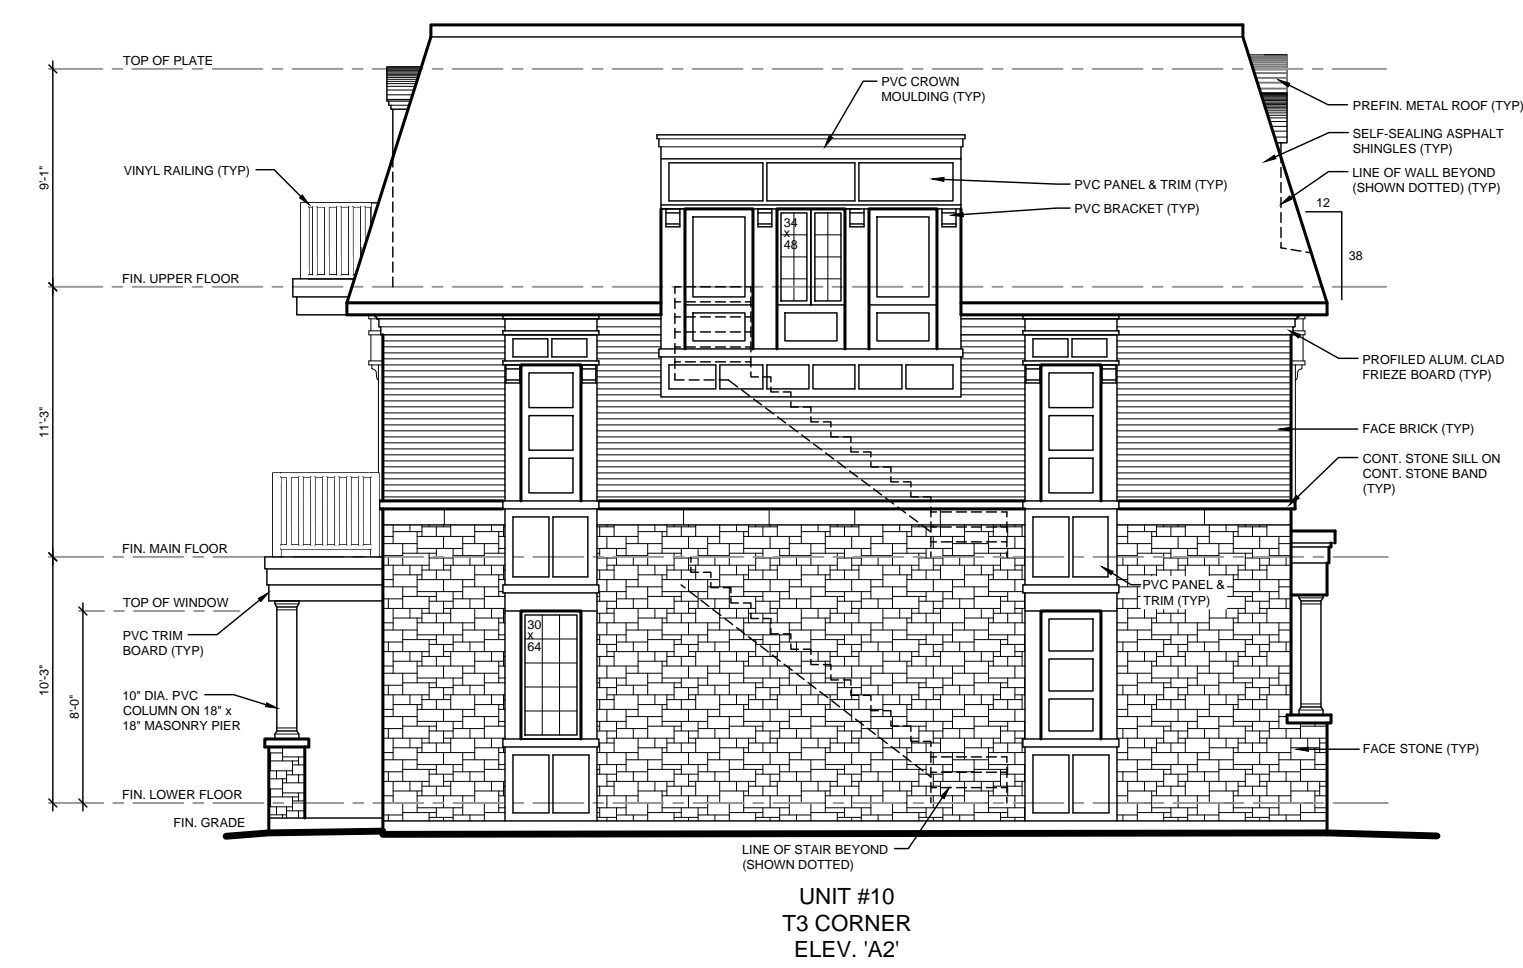 TOP OF PLATE
PVC CROWN
MOULDING (TYP)
PREFIN. METAL ROOF (TYP)
SELF-SEALING ASPHALT
SHINGLES (TYP)
VINYL RAILING (TYP)
LINE OF WALL BEYOND
(SHOWN DOTTED) (TYP)
9'-1"
PVC PANEL & TRIM (TYP)
PVC BRACKET (TYP)
12
34
x
48
38
FIN. UPPER FLOOR
PROFILED ALUM. CLAD
FRIEZE BOARD (TYP)
11'-3"
FACE BRICK (TYP)
CONT. STONE SILL ON
CONT. STONE BAND
(TYP)
FIN. MAIN FLOOR
PVC PANEL &
TRIM (TYP)
TOP OF WINDOW
30
x
64
PVC TRIM
BOARD (TYP)
10'-3"
8'-0"
10" DIA. PVC
COLUMN ON 18" x
18" MASONRY PIER
FACE STONE (TYP)
FIN. LOWER FLOOR
FIN. GRADE
LINE OF STAIR BEYOND
(SHOWN DOTTED)
UNIT #10
T3 CORNER
ELEV. 'A2'